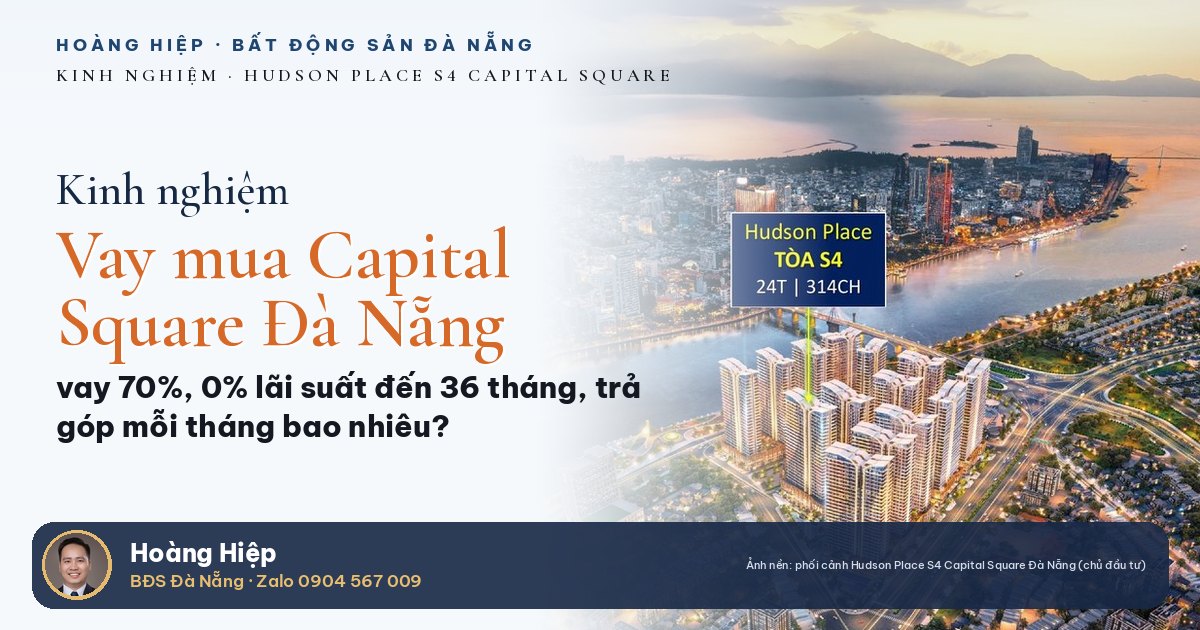 HOÀNG HIỆP · BẤT ĐỘNG SẢN ĐÀ NẴNG
KINH NGHIỆM · HUDSON PLACE S4 CAPITAL SQUARE
Kinh nghiệm
Vay mua Capital
Square Đà Nẵng
vay 70%, 0% lãi suất đến 36 tháng, trả
góp mỗi tháng bao nhiêu?
Hudson Place
TÒA S4
24T | 314CH
Hoàng Hiệp
BĐS Đà Nẵng · Zalo 0904 567 009
Ảnh nền: phối cảnh Hudson Place S4 Capital Square Đà Nẵng (chủ đầu tư)